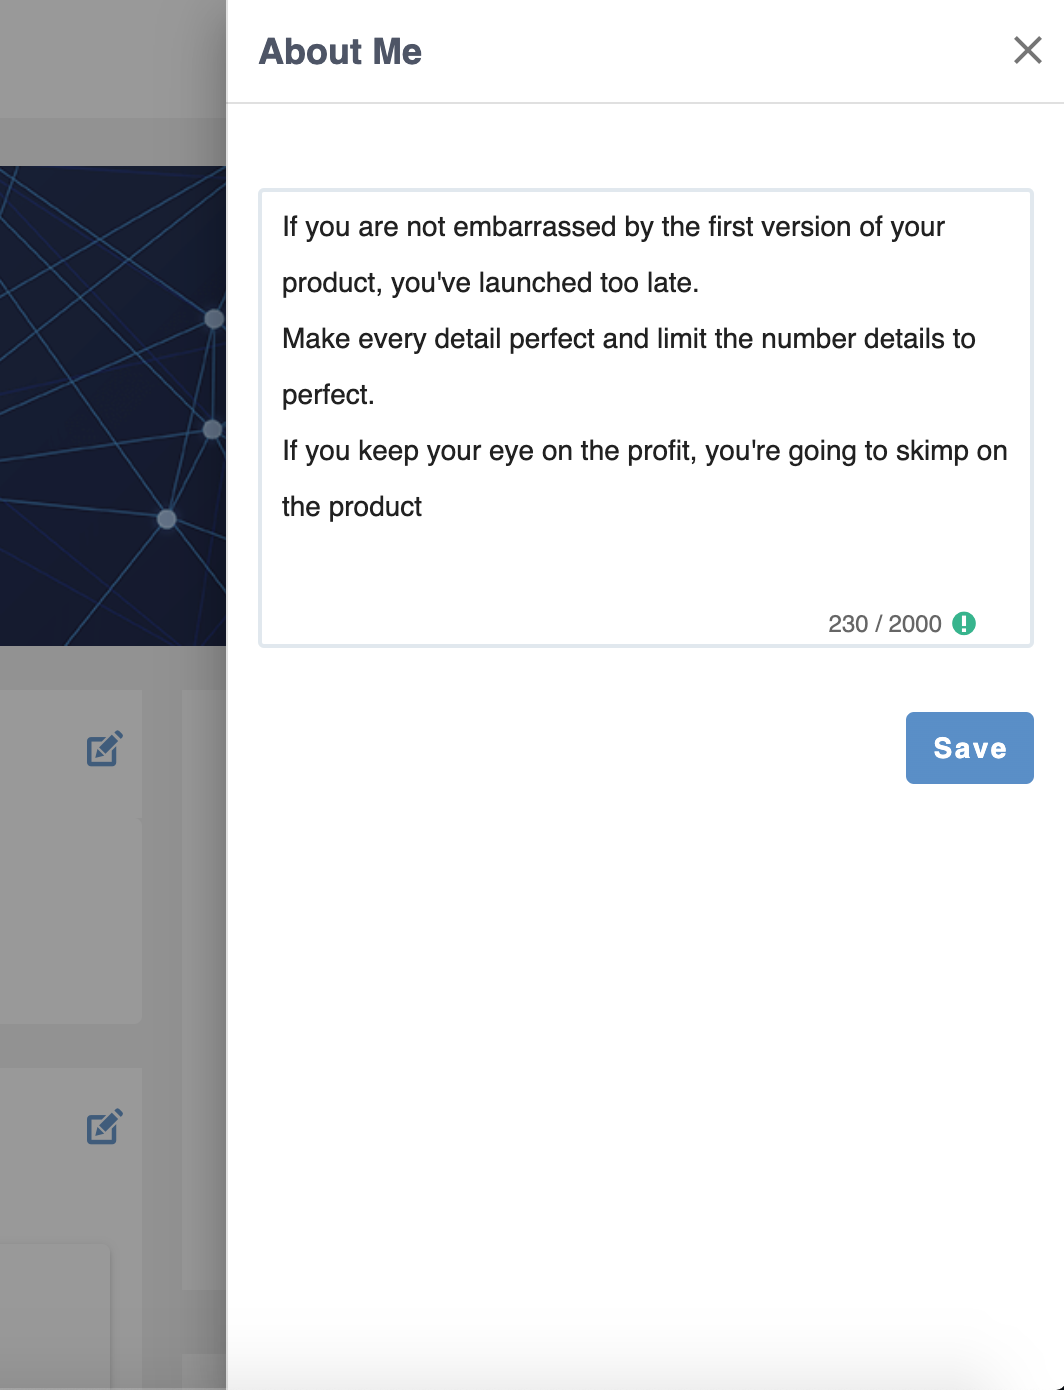 About Me
If you are not embarrassed by the first version of your
product, you've launched too late.
Make every detail perfect and limit the number details to
perfect.
If you keep your eye on the profit, you're going to skimp on
the product
230 / 2000
Save